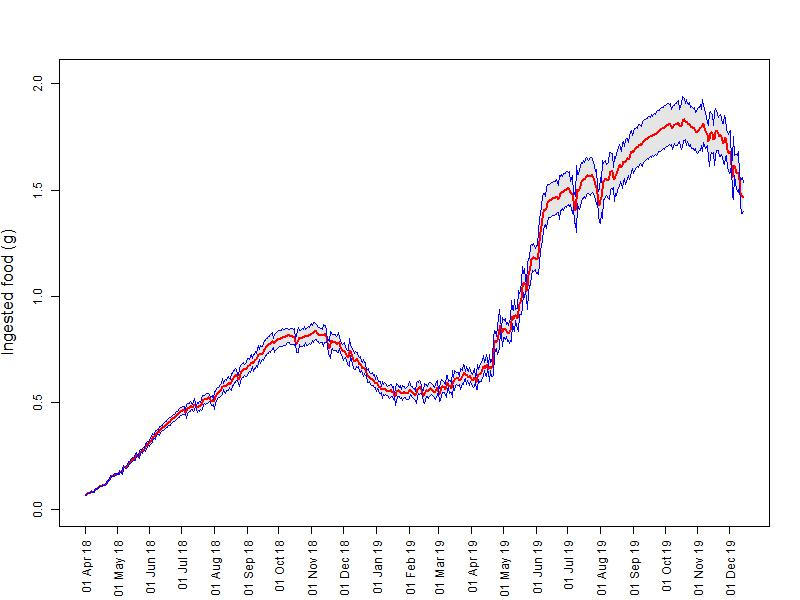 Ingested food (g)
2.0
1.5
1.0
0.5
0.0
01 Apr 18
01 May 18
01 Jun 18
01 Jul 18
01 Aug 18
01 Sep 18
01 Oct 18
01 Nov 18
01 Dec 18
01 Jan 19
01 Feb 19
01 Mar 19
01 Apr 19
01 May 19
01 Jun 19
01 Jul 19
01 Aug 19
01 Sep 19
01 Oct 19
01 Nov 19
01 Dec 19